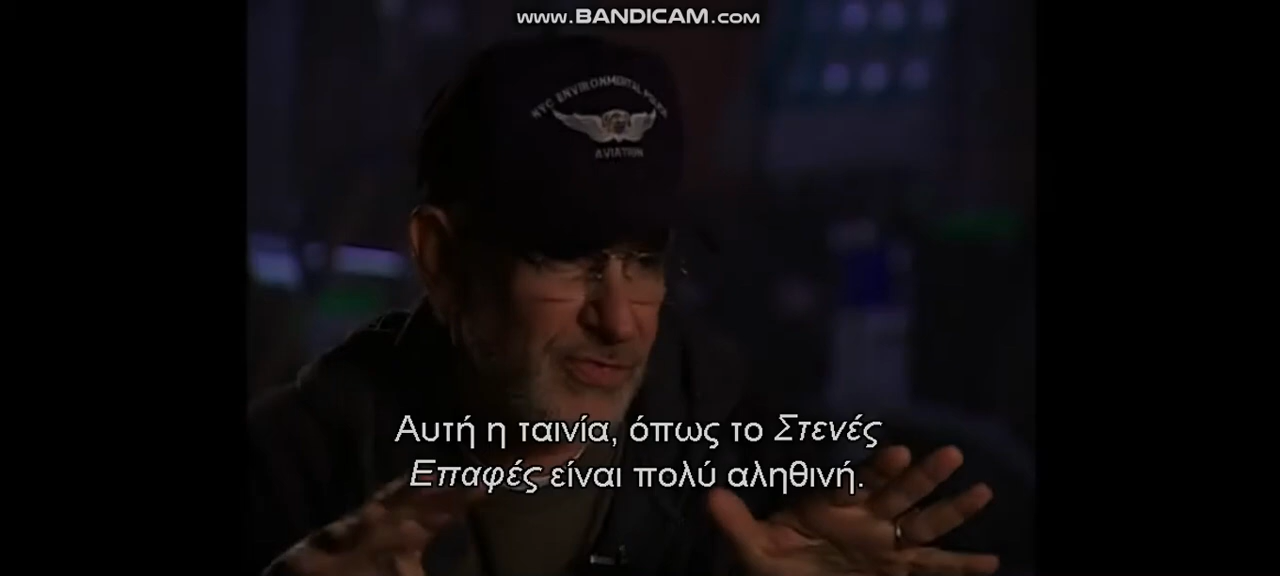 www.BANDICAM.com
NYC ENVIRONMENTAL POLICE
AVIATION
Αυτή η ταινία, όπως το Στενές
Επαφές είναι πολύ αληθινή.